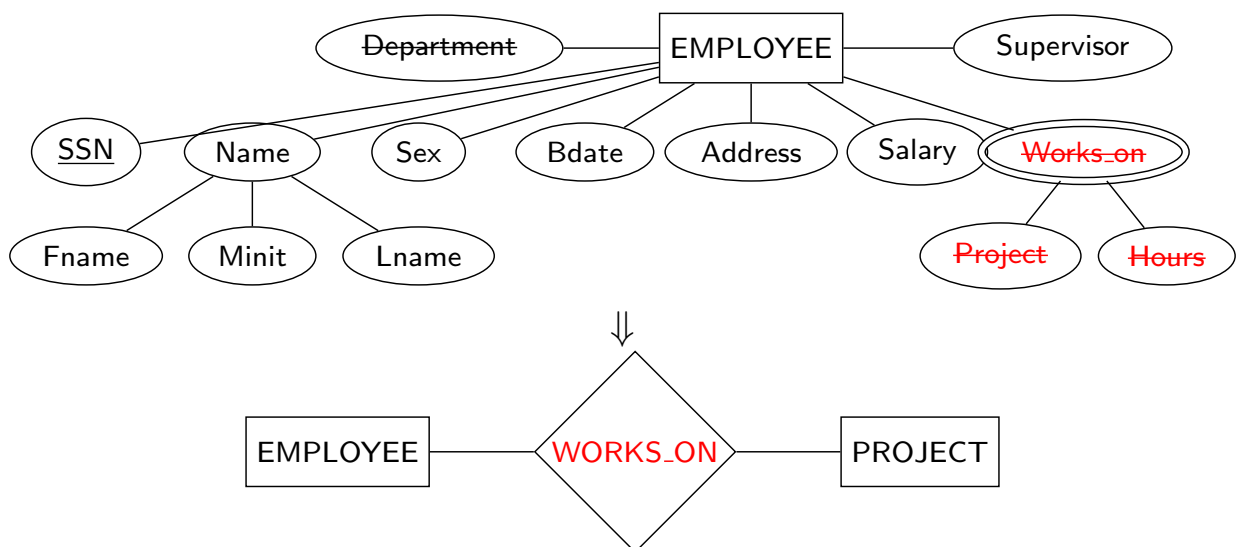 Department EMPLOYEE Supervisor
SSN Name Sex Bdate Address Salary Works_on
Fname Minit Lname Project Hours
⇓
EMPLOYEE WORKS_ON PROJECT